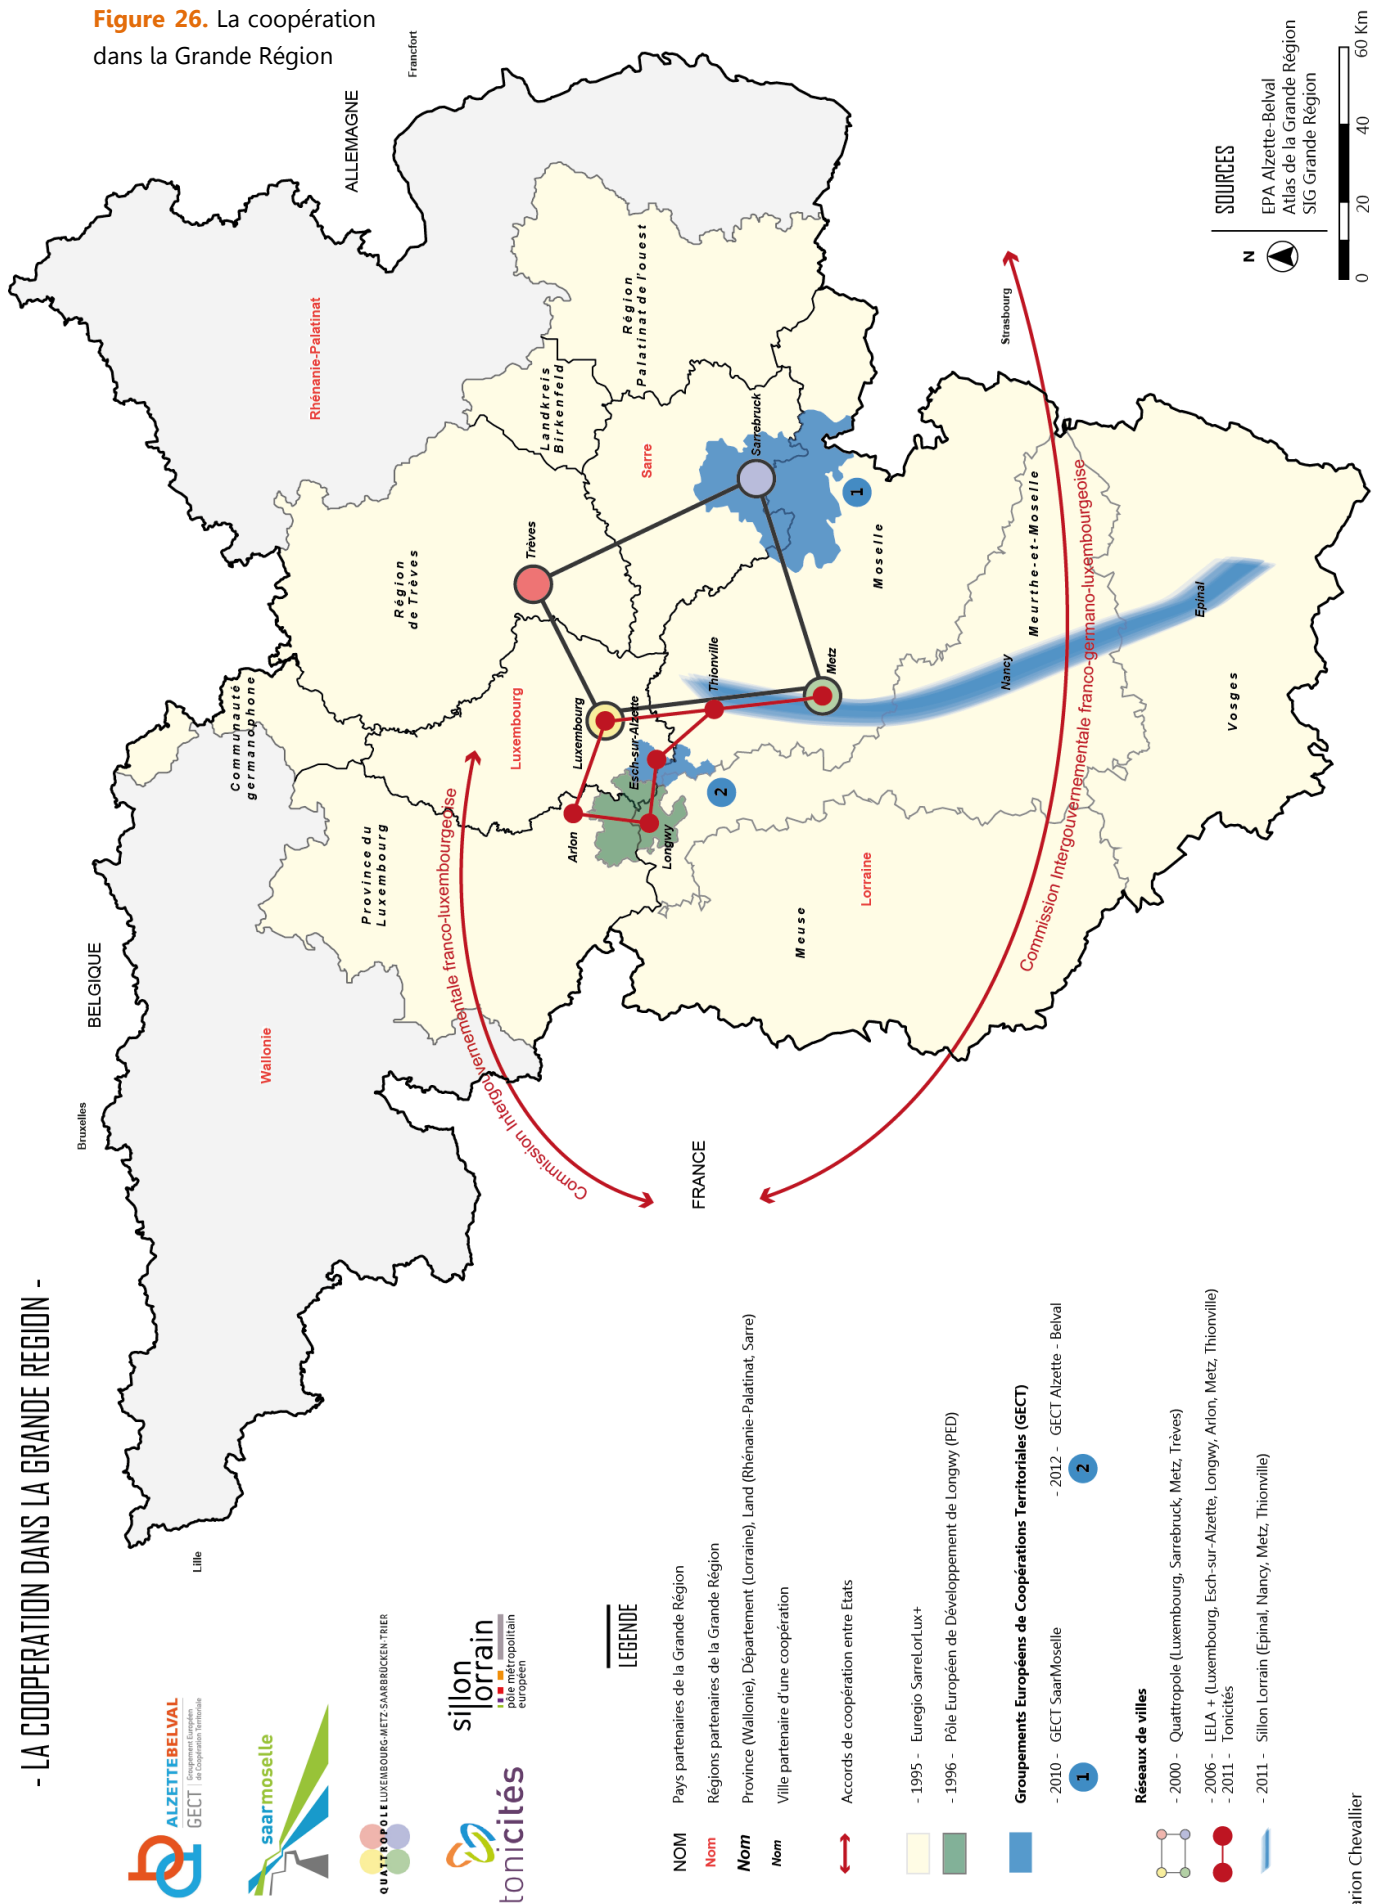 Figure 26. La coopération
dans la Grande Région
- LA COOPERATION DANS LA GRANDE REGION -
ALZETTEBELVAL
GECT
Groupement Européen
de Coopération Territoriale
saarmoselle
QUATTROPOLE LUXEMBOURG-METZ-SAARBRÜCKEN-TRIER
tonicités
sillon
lorrain
pôle métropolitain
européen
Lille
Bruxelles
BELGIQUE
Wallonie
Communauté
germanophone
Province du
Luxembourg
Francfort
ALLEMAGNE
Rhénanie-Palatinat
Région
de Trèves
Landkreis
Birkenfeld
Région
Palatinat de l'ouest
Sarre
Sarrebruck
Trèves
Luxembourg
Luxembourg
Esch-sur-Alzette
Arlon
Longwy
Thionville
Metz
1
2
Moselle
Meurthe-et-Moselle
Nancy
Epinal
Vosges
Meuse
Lorraine
Strasbourg
FRANCE
Commission Intergouvernementale franco-luxembourgeoise
Commission Intergouvernementale franco-germano-luxembourgeoise
LEGENDE
NOM Pays partenaires de la Grande Région
Nom Régions partenaires de la Grande Région
Nom Province (Wallonie), Département (Lorraine), Land (Rhénanie-Palatinat, Sarre)
Nom Ville partenaire d'une coopération
Accords de coopération entre Etats
- 1995 - Euregio SarreLorLux+
- 1996 - Pôle Européen de Développement de Longwy (PED)
Groupements Européens de Coopérations Territoriales (GECT)
- 2010 - GECT SaarMoselle
1
- 2012 - GECT Alzette - Belval
2
Réseaux de villes
- 2000 - Quattropole (Luxembourg, Sarrebruck, Metz, Trèves)
- 2006 - LELA + (Luxembourg, Esch-sur-Alzette, Longwy, Arlon, Metz, Thionville)
- 2011 - Tonicités
- 2011 - Sillon Lorrain (Epinal, Nancy, Metz, Thionville)
SOURCES
EPA Alzette-Belval
Atlas de la Grande Région
SIG Grande Région
N
0 20 40 60 Km
Chevallier